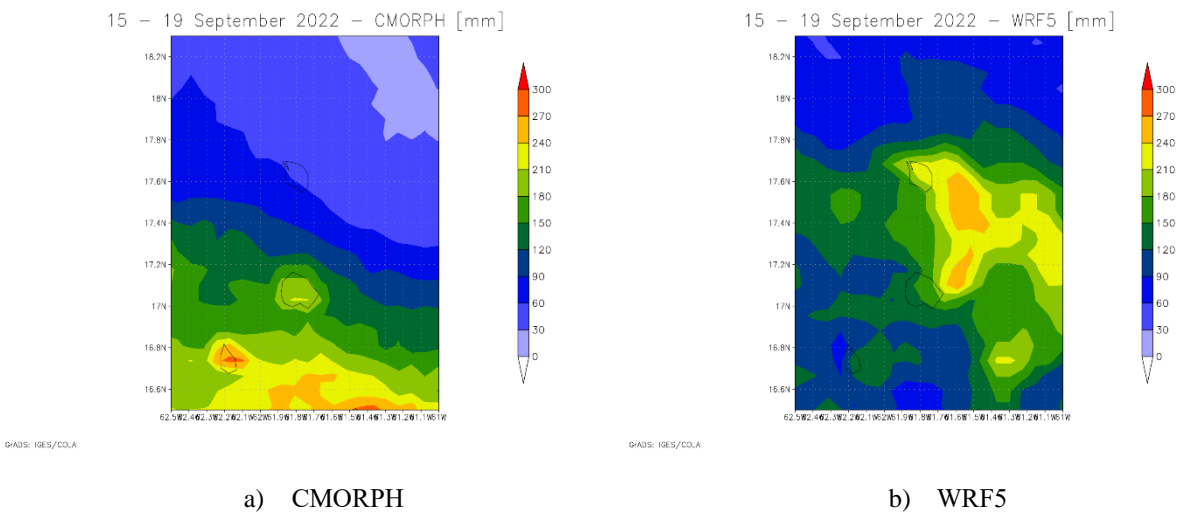 15 – 19 September 2022 – CMORPH [mm]
18.2N
18N
17.8N
17.6N
17.4N
17.2N
17N
16.8N
16.6N
300
270
240
210
180
150
120
90
60
30
0
GrADS: IGES/COLA
a) CMORPH
15 – 19 September 2022 – WRF5 [mm]
18.2N
18N
17.8N
17.6N
17.4N
17.2N
17N
16.8N
16.6N
300
270
240
210
180
150
120
90
60
30
0
GrADS: IGES/COLA
b) WRF5